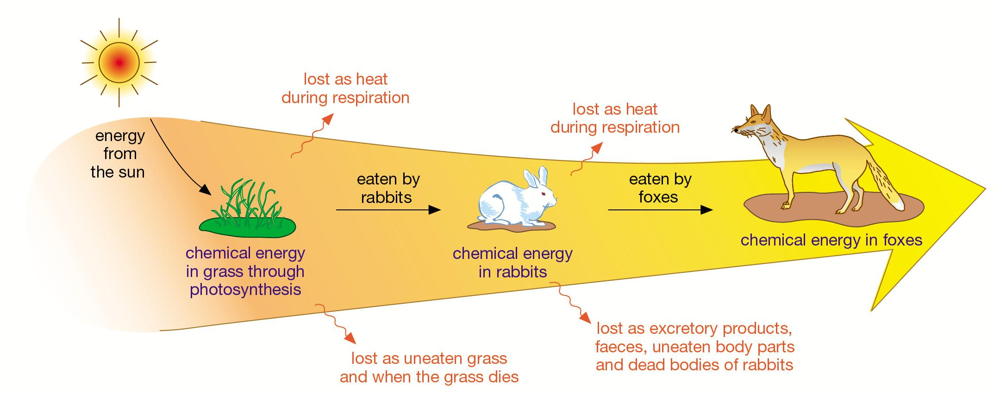 energy
from
the sun
lost as heat
during respiration
lost as heat
during respiration
eaten by
rabbits
eaten by
foxes
chemical energy
in grass through
photosynthesis
chemical energy
in rabbits
chemical energy in foxes
lost as uneaten grass
and when the grass dies
lost as excretory products,
faeces, uneaten body parts
and dead bodies of rabbits